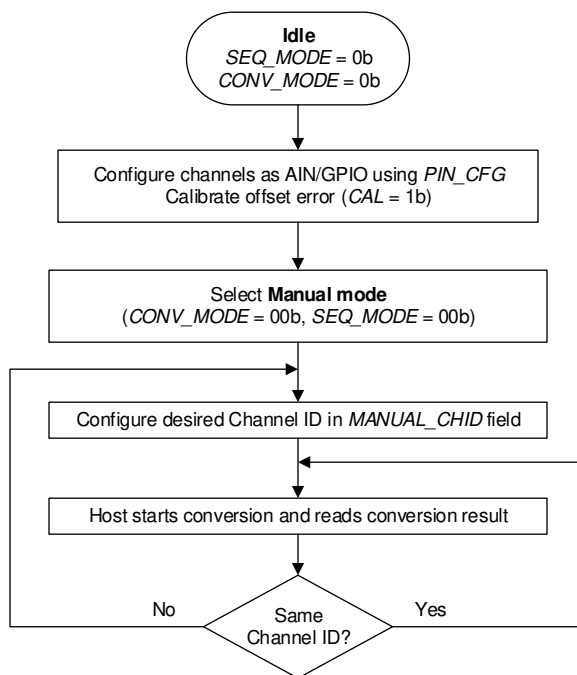 Idle
SEQ_MODE = 0b
CONV_MODE = 0b
Configure channels as AIN/GPIO using PIN_CFG
Calibrate offset error (CAL = 1b)
Select Manual mode
(CONV_MODE = 00b, SEQ_MODE = 00b)
Configure desired Channel ID in MANUAL_CHID field
Host starts conversion and reads conversion result
No
Same
Channel ID?
Yes